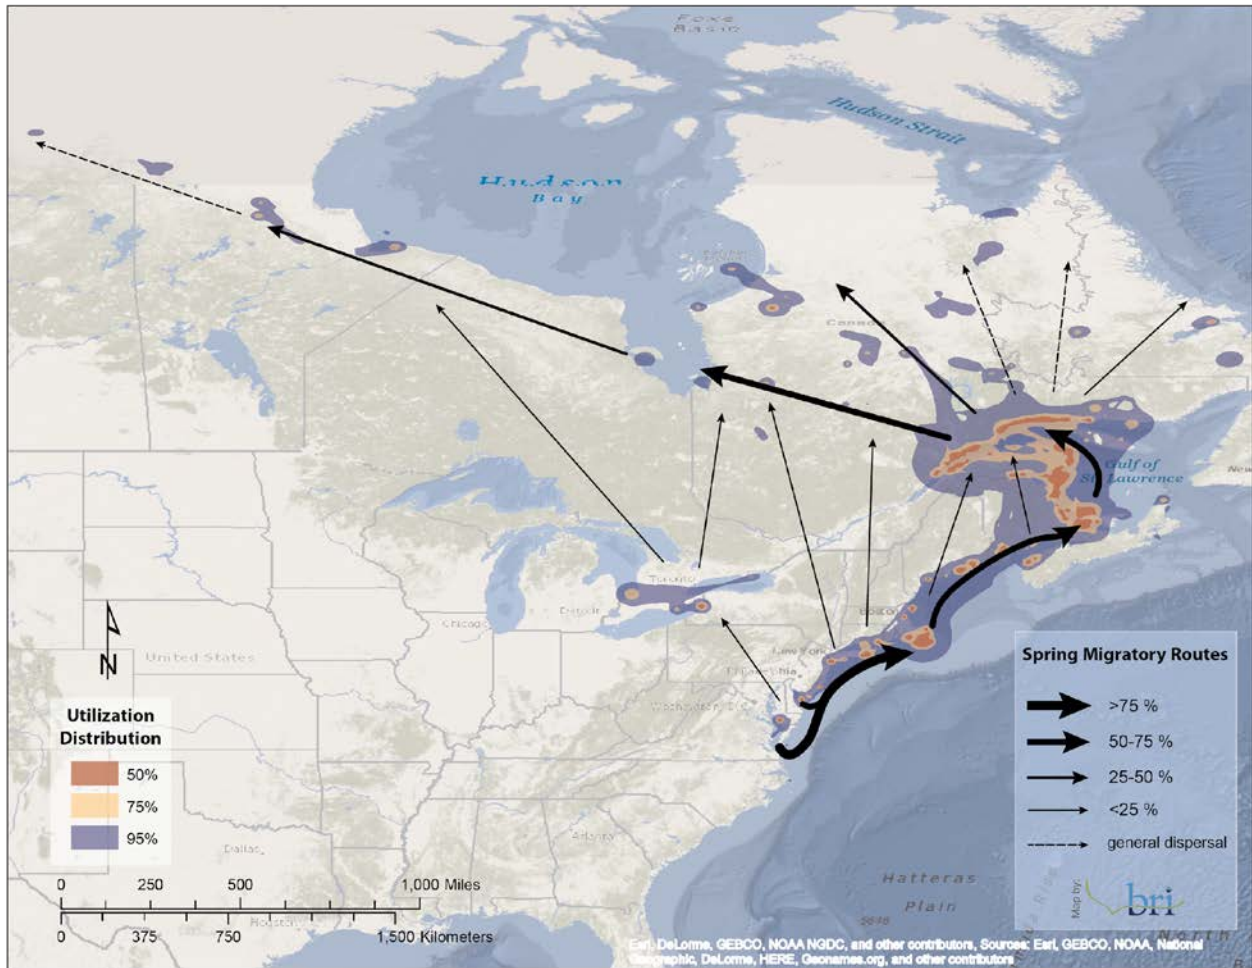 Foxe
Basin
Hudson Strait
Hudson
Bay
Canada
Gulf of
St. Lawrence
New
Toronto
Detroit
Chicago
Boston
New York
Philadelphia
Washington, D.C.
United States
N
Spring Migratory Routes
>75 %
50-75 %
25-50 %
<25 %
general dispersal
Map by:
bri
Utilization
Distribution
50%
75%
95%
Atlanta
Dallas
Houston
0 250 500 1,000 Miles
0 375 750 1,500 Kilometers
Hatteras
Plain
North
Esri, DeLorme, GEBCO, NOAA NGDC, and other contributors, Sources: Esri, GEBCO, NOAA, National
Geographic, DeLorme, HERE, Geonames.org, and other contributors